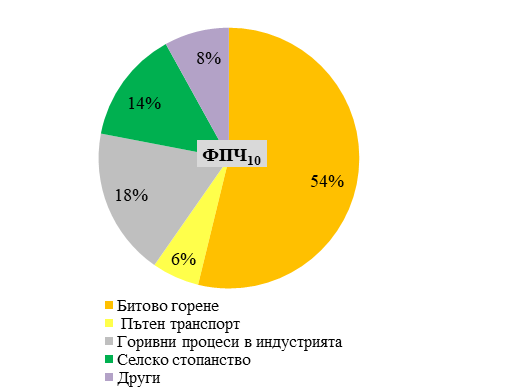 8%
14%
ФПЧ10
54%
18%
6%
Битово горене
Пътен транспорт
Горивни процеси в индустрията
Селско стопанство
Други